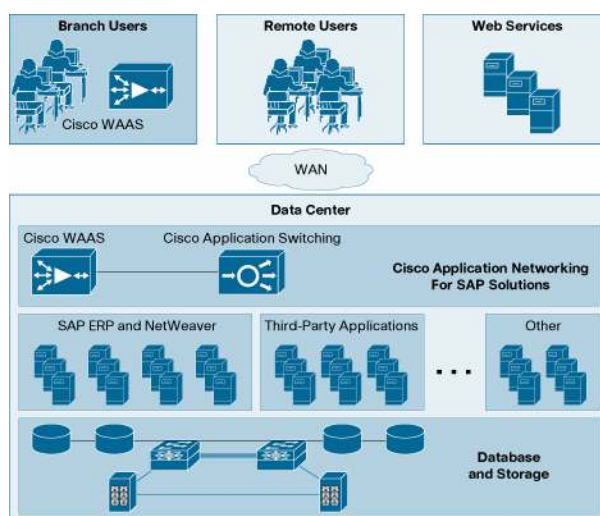 Branch Users
Remote Users
Web Services
Cisco WAAS
WAN
Data Center
Cisco WAAS
Cisco Application Switching
Cisco Application Networking
For SAP Solutions
SAP ERP and NetWeaver
Third-Party Applications
Other
...
Database
and Storage